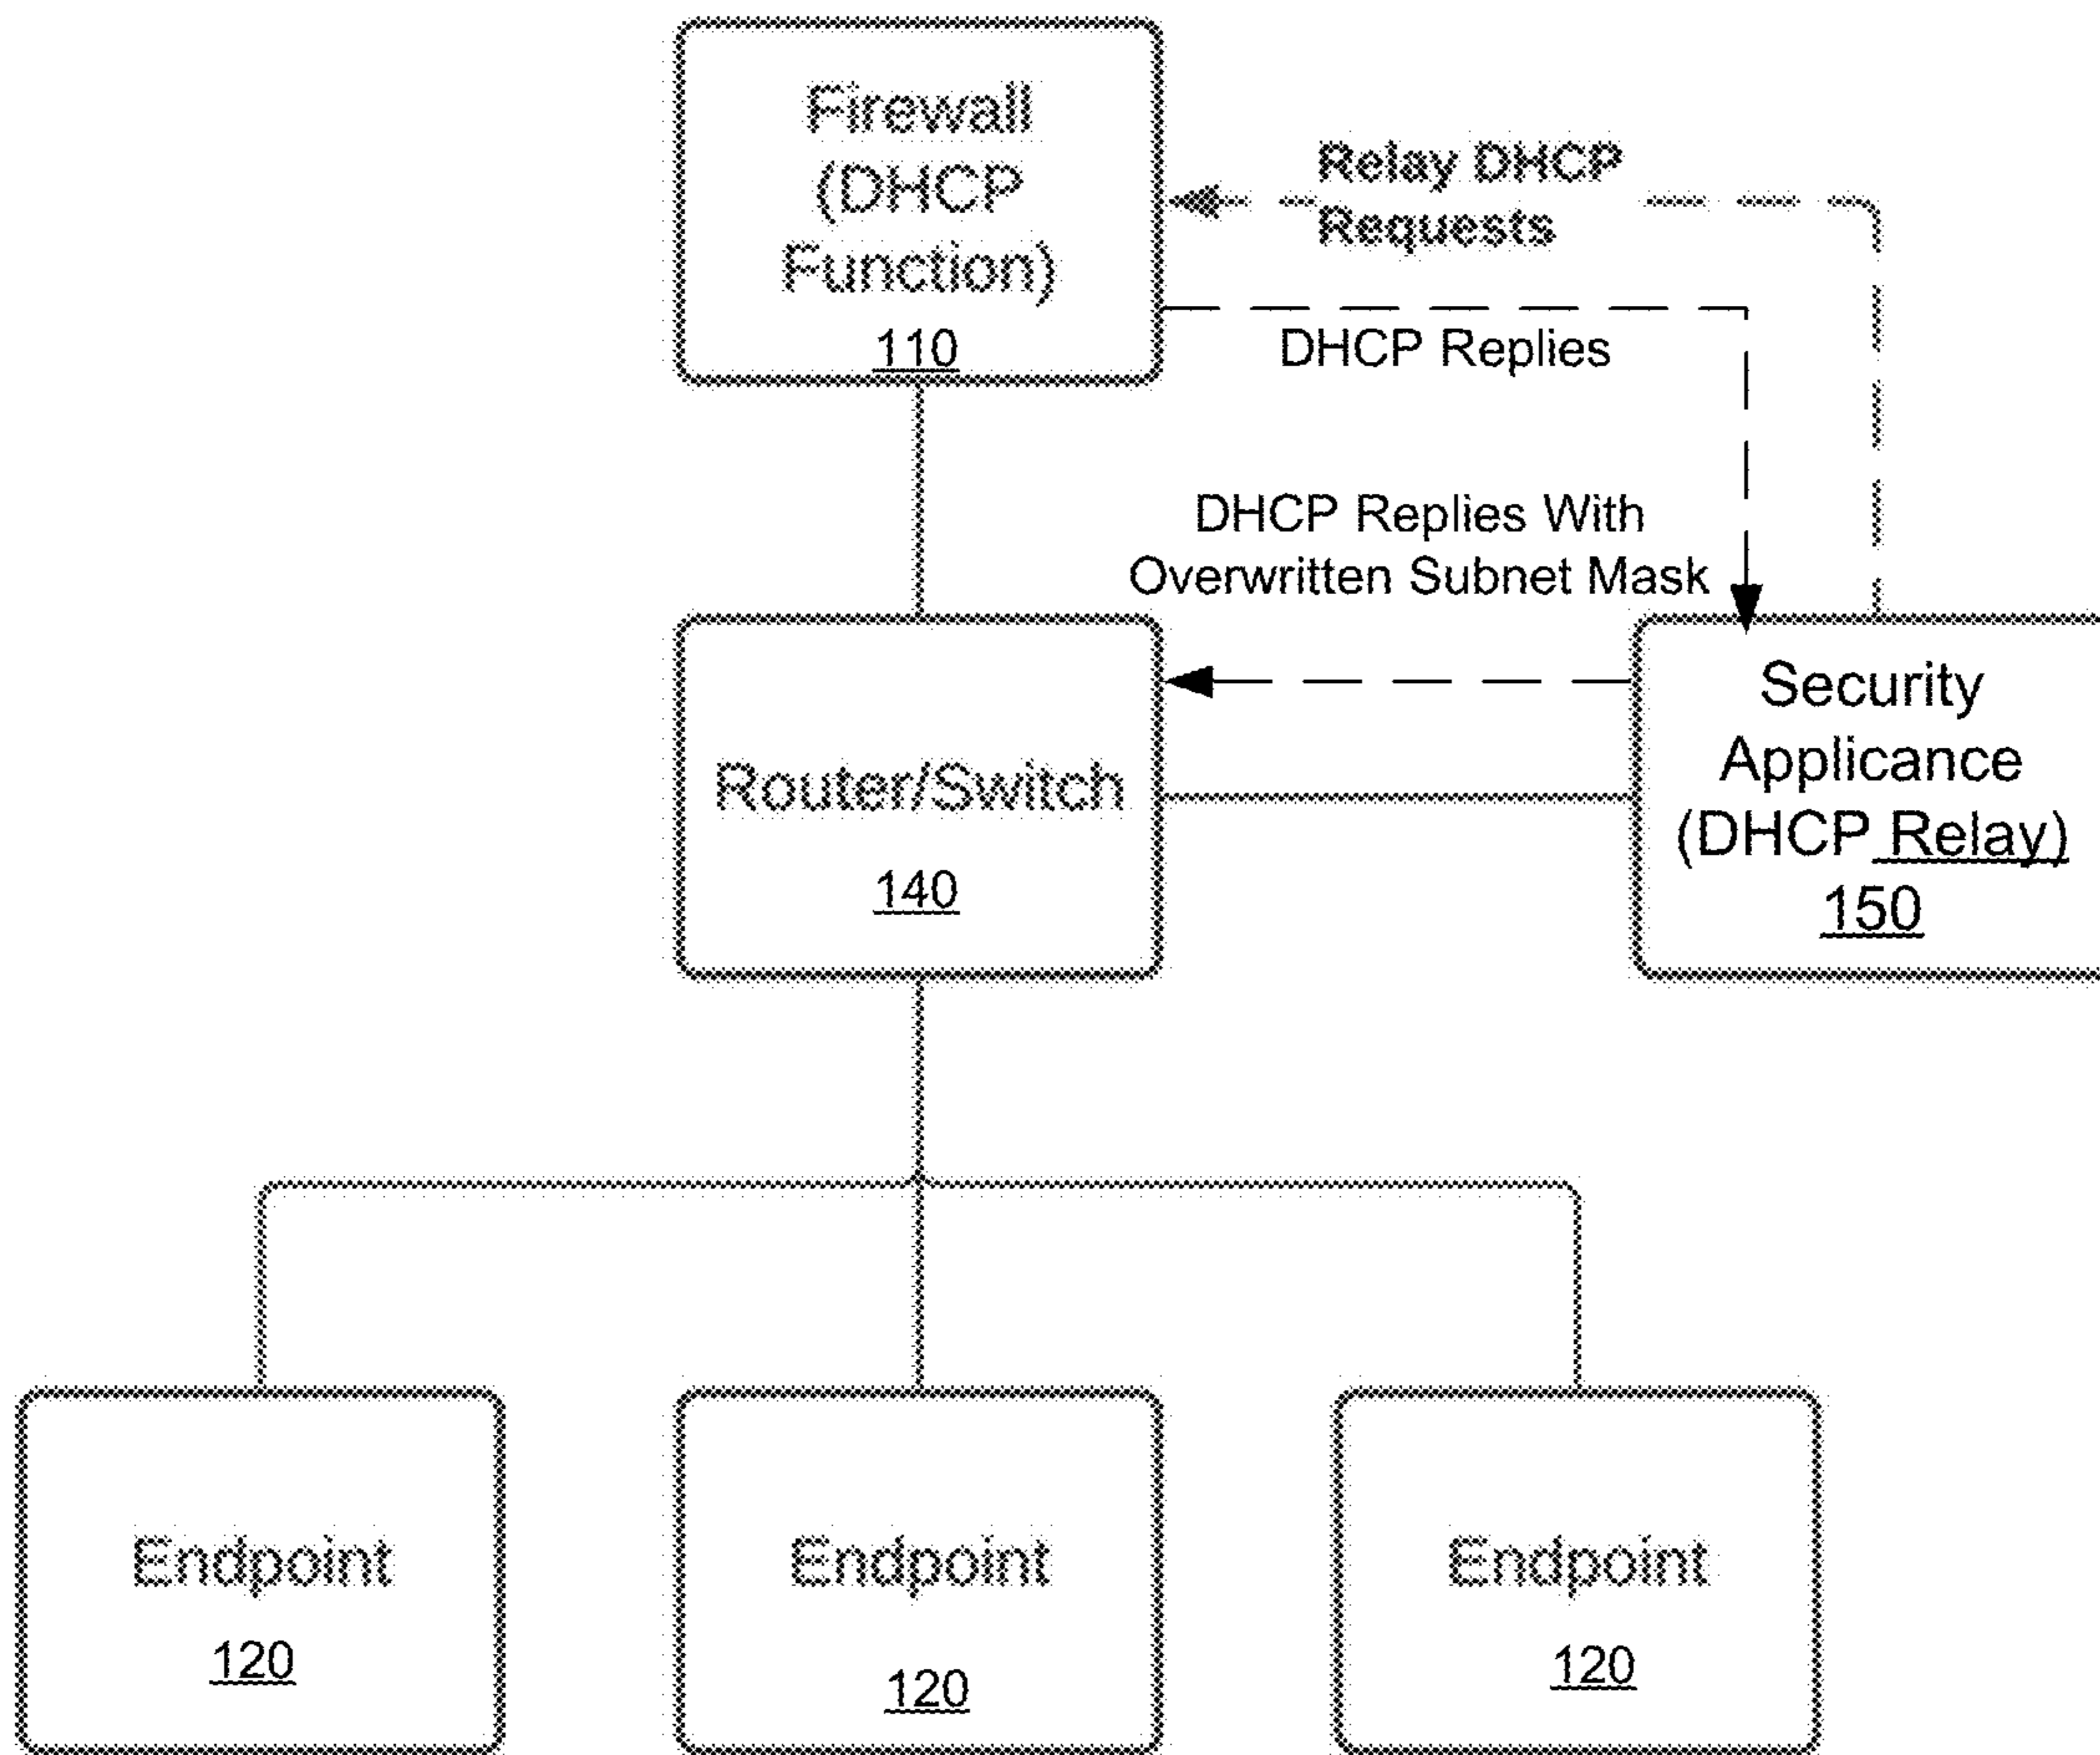 Firewall
(DHCP
Function)
110
Relay DHCP
Requests
DHCP Replies
DHCP Replies With
Overwritten Subnet Mask
Router/Switch
140
Security
Applicance
(DHCP Relay)
150
Endpoint
120
Endpoint
120
Endpoint
120